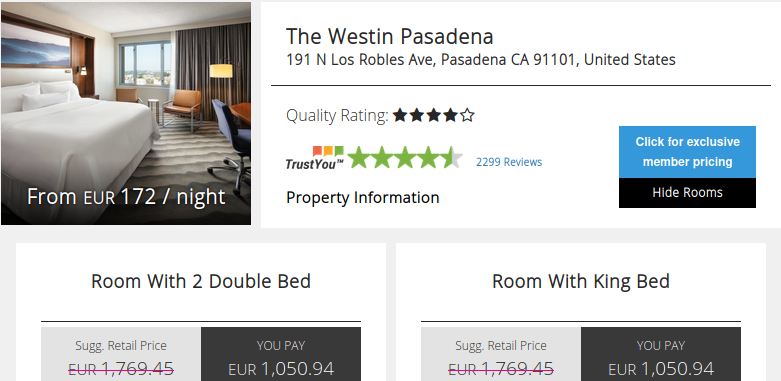 From EUR 172 / night
The Westin Pasadena
191 N Los Robles Ave, Pasadena CA 91101, United States
Quality Rating:
TrustYou™
2299 Reviews
Click for exclusive
member pricing
Hide Rooms
Property Information
Room With 2 Double Bed
Sugg. Retail Price
EUR 1,769.45
YOU PAY
EUR 1,050.94
Room With King Bed
Sugg. Retail Price
EUR 1,769.45
YOU PAY
EUR 1,050.94